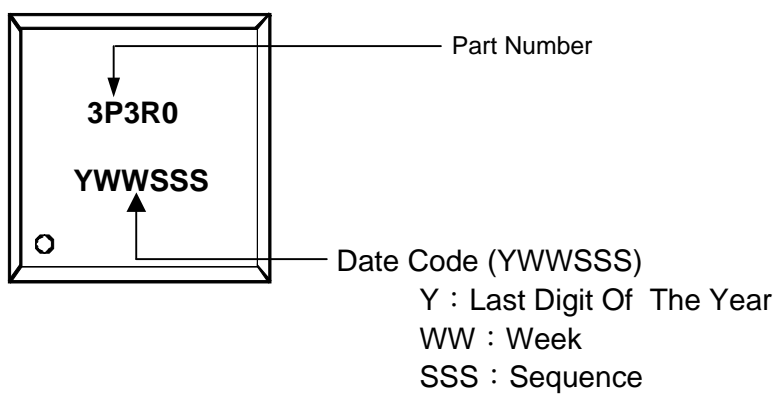 Part Number
3P3R0
YWWSSS
Date Code (YWWSSS)
Y：Last Digit Of The Year
WW：Week
SSS：Sequence